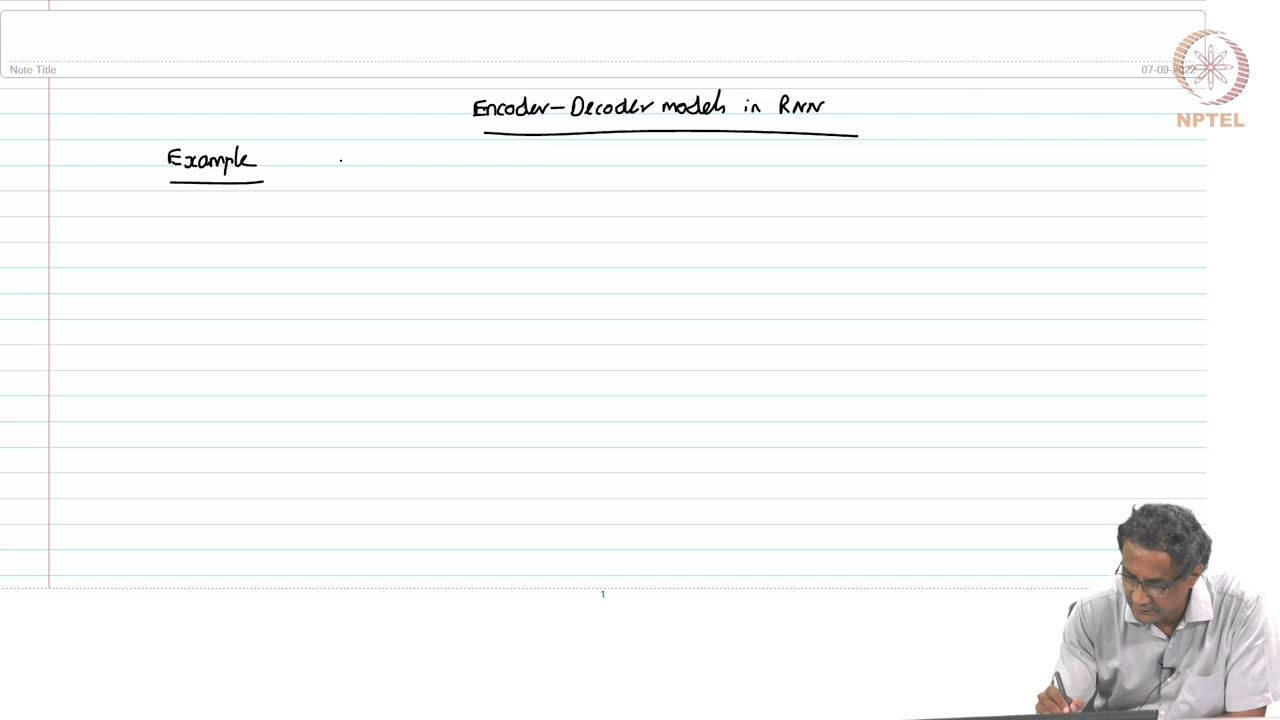 Note Title
07-09-2022
Encoder-Decoder models in RNN
NPTEL
Example
1